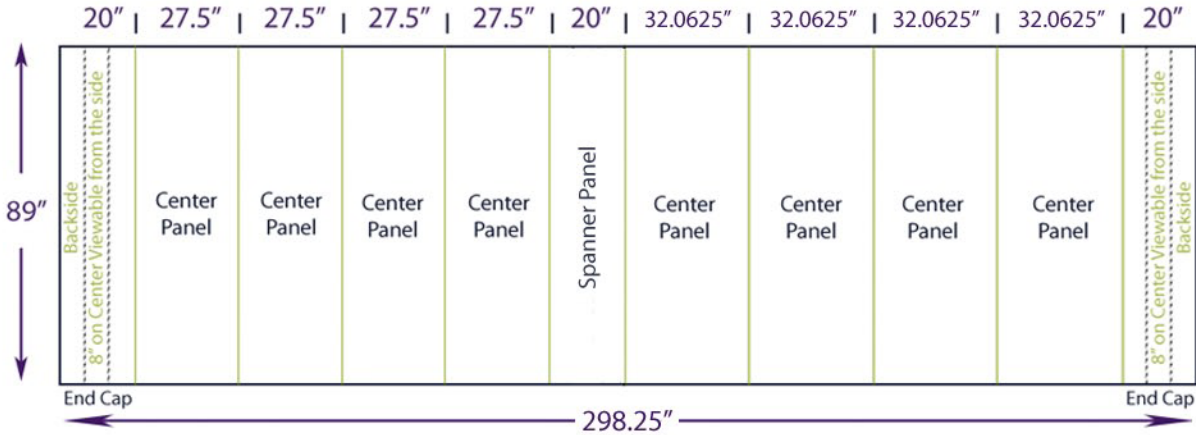 20” | 27.5” | 27.5” | 27.5” | 27.5” | 20” | 32.0625” | 32.0625” | 32.0625” | 32.0625” | 20”
89”
Backside
8” on Center Viewable from the side
Center
Panel
Center
Panel
Center
Panel
Center
Panel
Spanner Panel
Center
Panel
Center
Panel
Center
Panel
Center
Panel
8” on Center Viewable from the side
Backside
End Cap
End Cap
298.25”